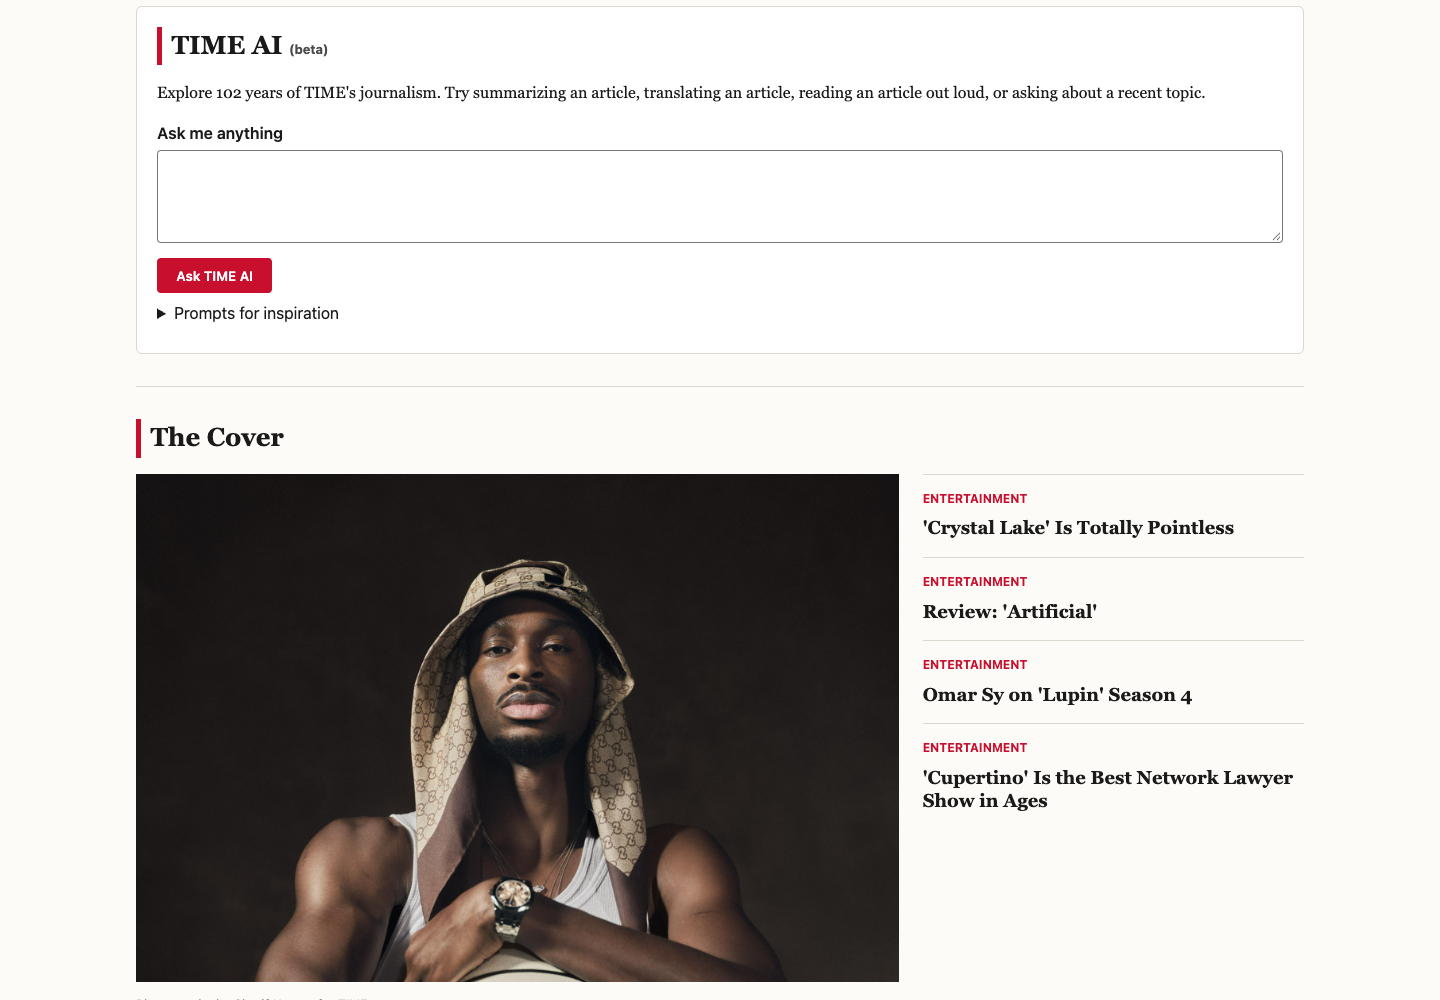 TIME AI (beta)
Explore 102 years of TIME's journalism. Try summarizing an article, translating an article, reading an article out loud, or asking about a recent topic.
Ask me anything
Ask TIME AI
Prompts for inspiration
The Cover
ENTERTAINMENT
'Crystal Lake' Is Totally Pointless
ENTERTAINMENT
Review: 'Artificial'
ENTERTAINMENT
Omar Sy on 'Lupin' Season 4
ENTERTAINMENT
'Cupertino' Is the Best Network Lawyer
Show in Ages